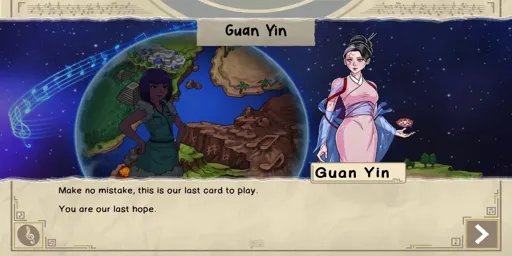 Guan Yin
Guan Yin
Make no mistake, this is our last card to play.
You are our last hope.